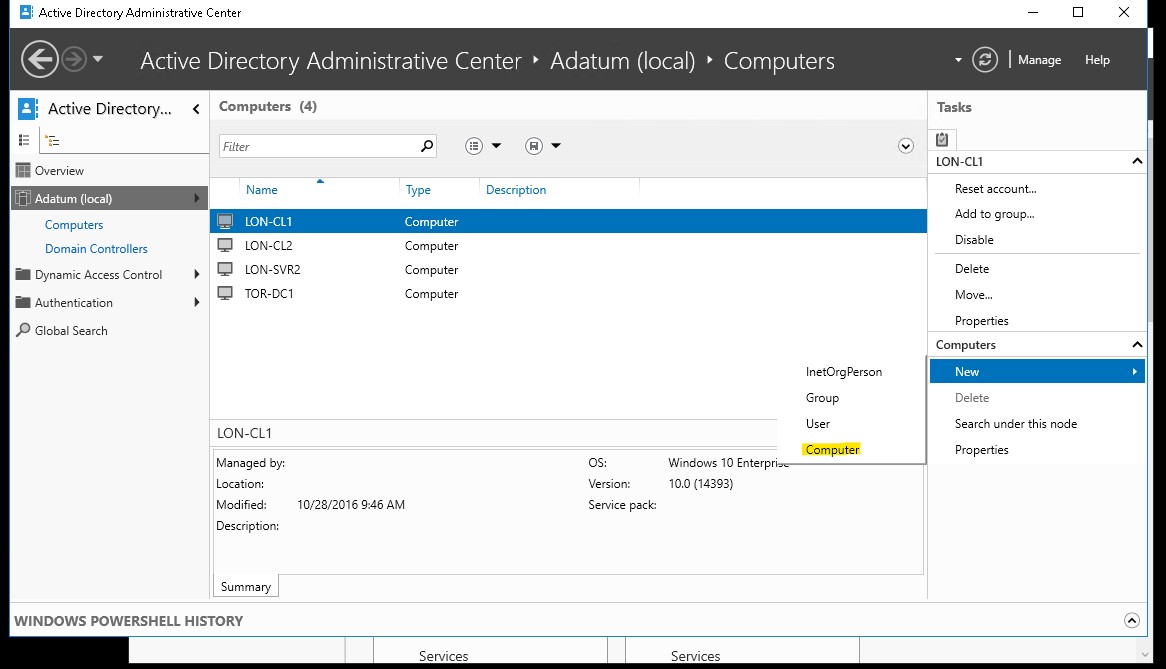 Active Directory Administrative Center
Active Directory Administrative Center • Adatum (local) • Computers
Manage
Help
Active Directory...
Overview
Adatum (local)
Computers
Domain Controllers
Dynamic Access Control
Authentication
Global Search
Computers (4)
Filter
Name Type Description
LON-CL1 Computer
LON-CL2 Computer
LON-SVR2 Computer
TOR-DC1 Computer
InetOrgPerson
Group
User
Computer
LON-CL1
Managed by:
Location:
Modified: 10/28/2016 9:46 AM
Description:
OS: Windows 10 Enterprise
Version: 10.0 (14393)
Service pack:
Summary
Tasks
LON-CL1
Reset account...
Add to group...
Disable
Delete
Move...
Properties
Computers
New
Delete
Search under this node
Properties
WINDOWS POWERSHELL HISTORY
Services
Services